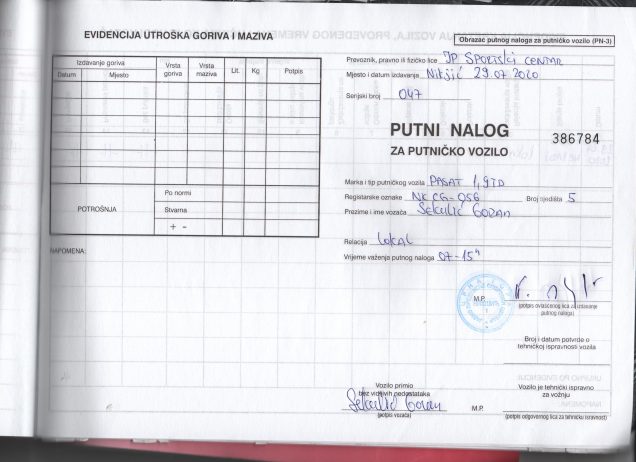 EVIDENCIJA UTROŠKA GORIVA I MAZIVA
Izdavanje goriva
Datum
Mjesto
Vrsta goriva
Vrsta maziva
Lit.
Kg
Potpis
POTROŠNJA
Po normi
Stvarna
+ -
NAPOMENA:
Obrazac putnog naloga za putničko vozilo (PN-3)
Prevoznik, pravno ili fizičko lice JP SPORTSKI CENTAR
Mjesto i datum izdavanja Nikšić 29.07 2020
Serijski broj 047
PUTNI NALOG
ZA PUTNIČKO VOZILO
386784
Marka i tip putničkog vozila PASAT 1,9TD
Registarske oznake NK CG-056 Broj sjedišta 5
Prezime i ime vozača Sekulić Goran
Relacija Lokal
Vrijeme važenja putnog naloga 07-15h
M.P.
(potpis ovlašćenog lica za izdavanje
putnog naloga)
Broj i datum potvrde o
tehničkoj ispravnosti vozila
Vozilo primio
bez vidljivih nedostataka
Sekulić Goran
(potpis vozača)
M.P.
Vozilo je tehnički ispravno
za vožnju
(potpis odgovornog lica za tehničku ispravnost)